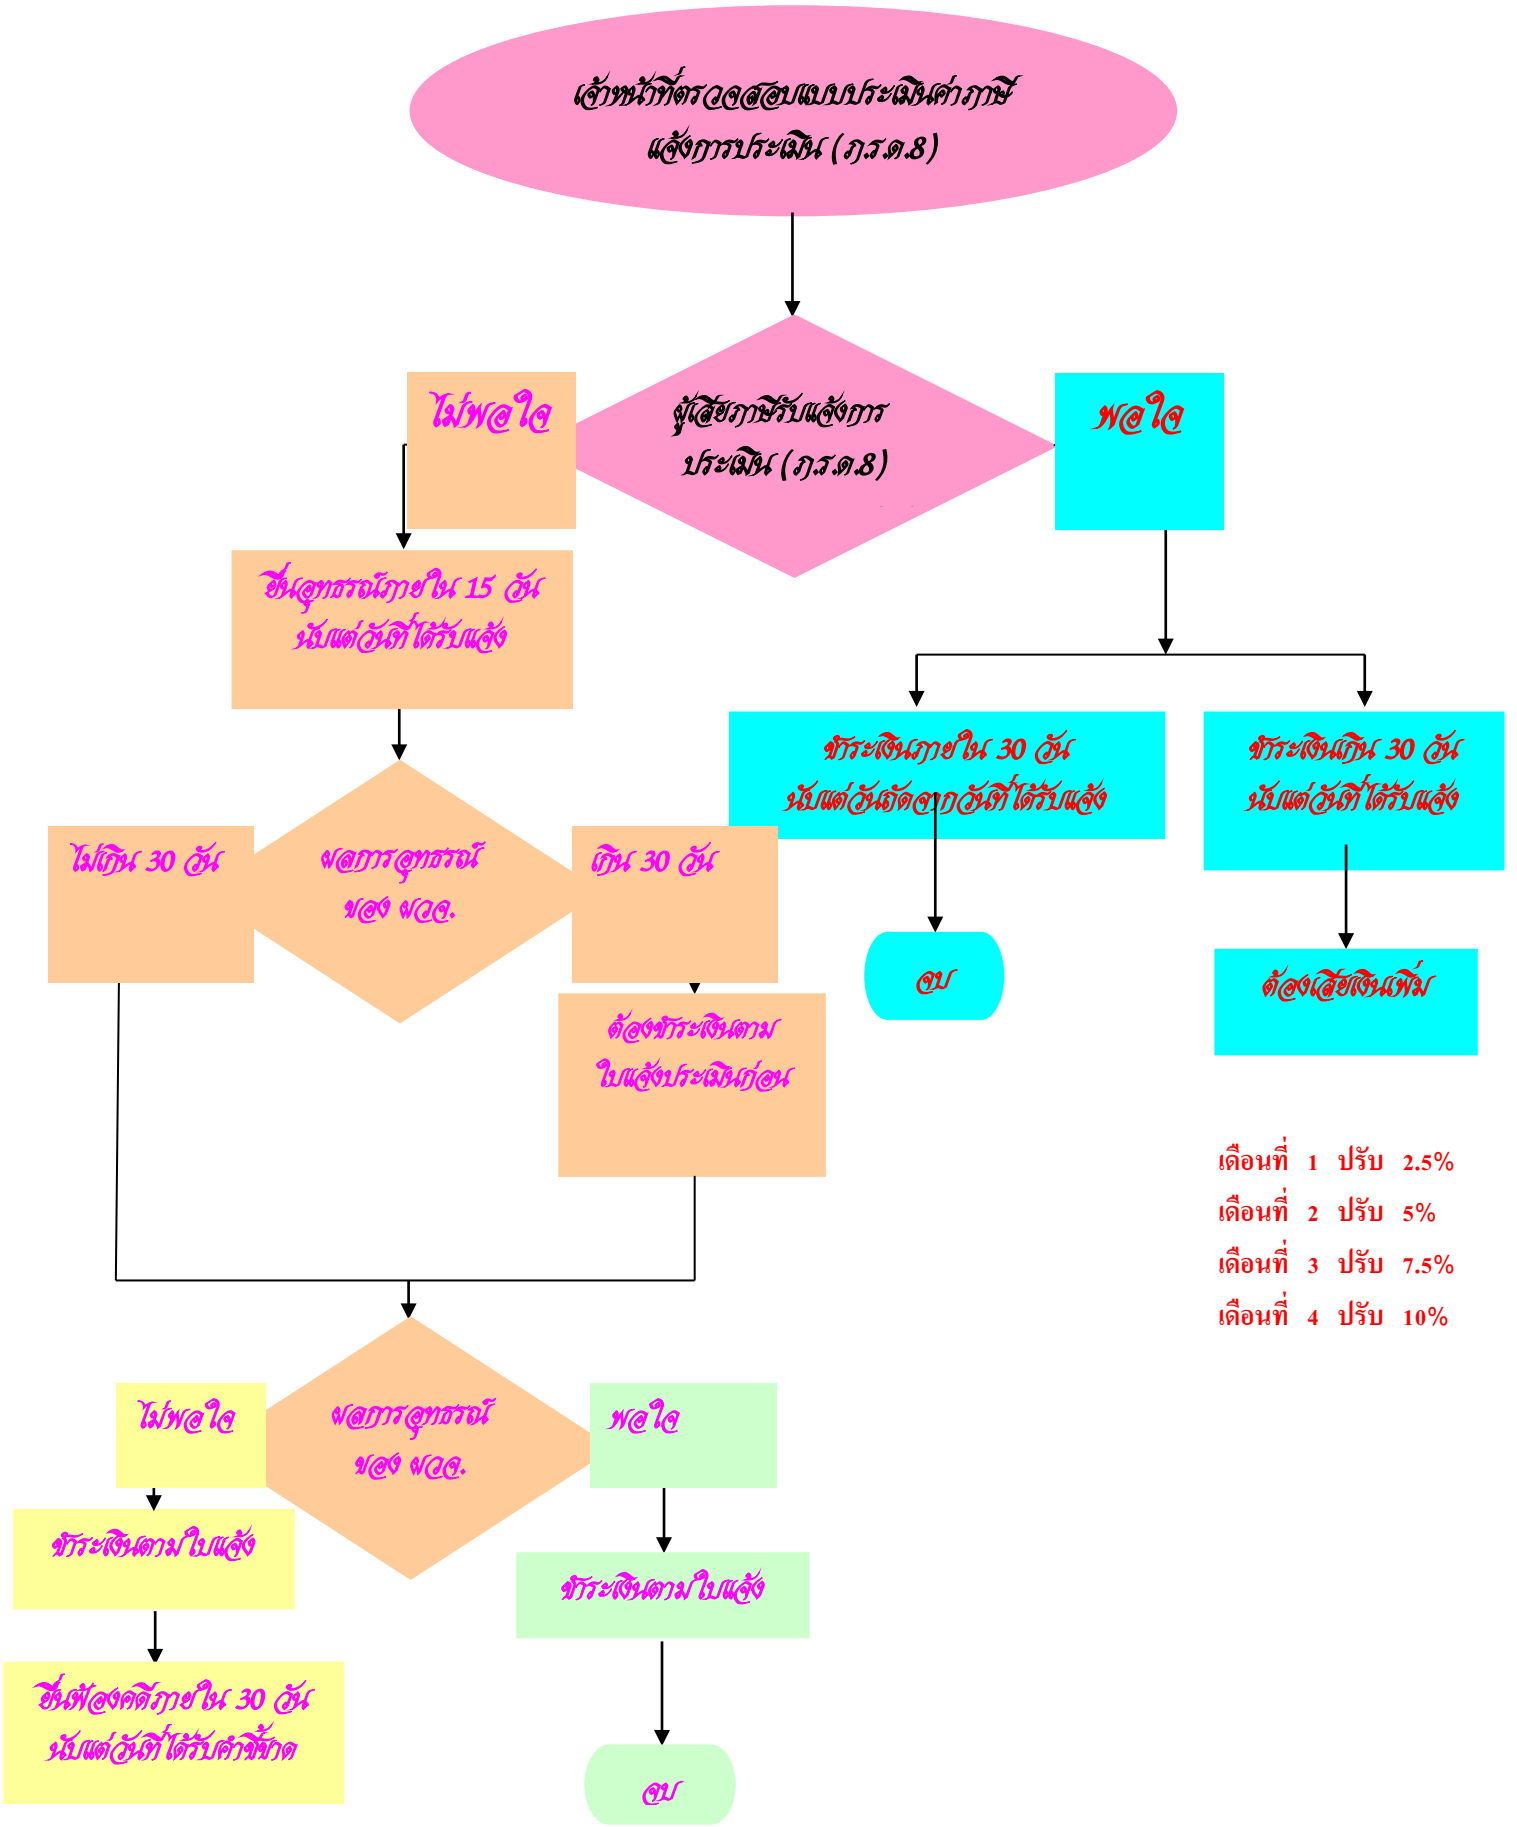 เจ้าหน้าที่ตรวจสอบแบบประเมินค่าภาษี
แจ้งการประเมิน (ภ.ร.ด.8)
ไม่พอใจ
ผู้เสียภาษีรับแจ้งการ
ประเมิน (ภ.ร.ด.8)
พอใจ
ยื่นอุทธรณ์ภายใน 15 วัน
นับแต่วันที่ได้รับแจ้ง
ชำระเงินภายใน 30 วัน
นับแต่วันถัดจากวันที่ได้รับแจ้ง
ชำระเงินเกิน 30 วัน
นับแต่วันที่ได้รับแจ้ง
ไม่เกิน 30 วัน
ผลการอุทธรณ์
ของ ผวจ.
เกิน 30 วัน
จบ
ต้องเสียเงินเพิ่ม
ต้องชำระเงินตาม
ใบแจ้งประเมินก่อน
เดือนที่ 1 ปรับ 2.5%
เดือนที่ 2 ปรับ 5%
เดือนที่ 3 ปรับ 7.5%
เดือนที่ 4 ปรับ 10%
ไม่พอใจ
ผลการอุทธรณ์
ของ ผวจ.
พอใจ
ชำระเงินตามใบแจ้ง
ชำระเงินตามใบแจ้ง
ยื่นฟ้องคดีภายใน 30 วัน
นับแต่วันที่ได้รับคำชี้ขาด
จบ